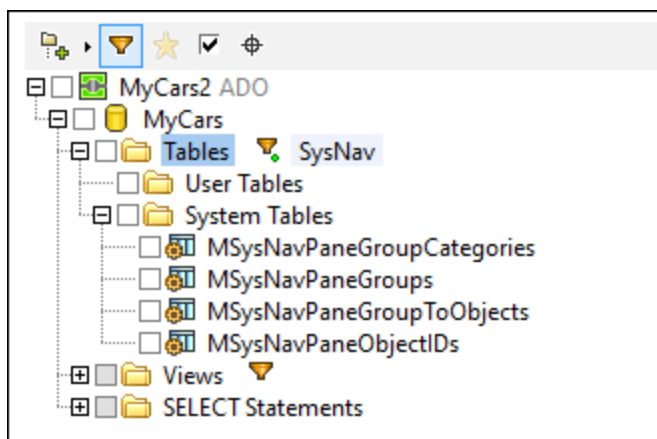 MyCars2 ADO
MyCars
Tables SysNav
User Tables
System Tables
MSysNavPaneGroupCategories
MSysNavPaneGroups
MSysNavPaneGroupToObjects
MSysNavPaneObjectIDs
Views
SELECT Statements